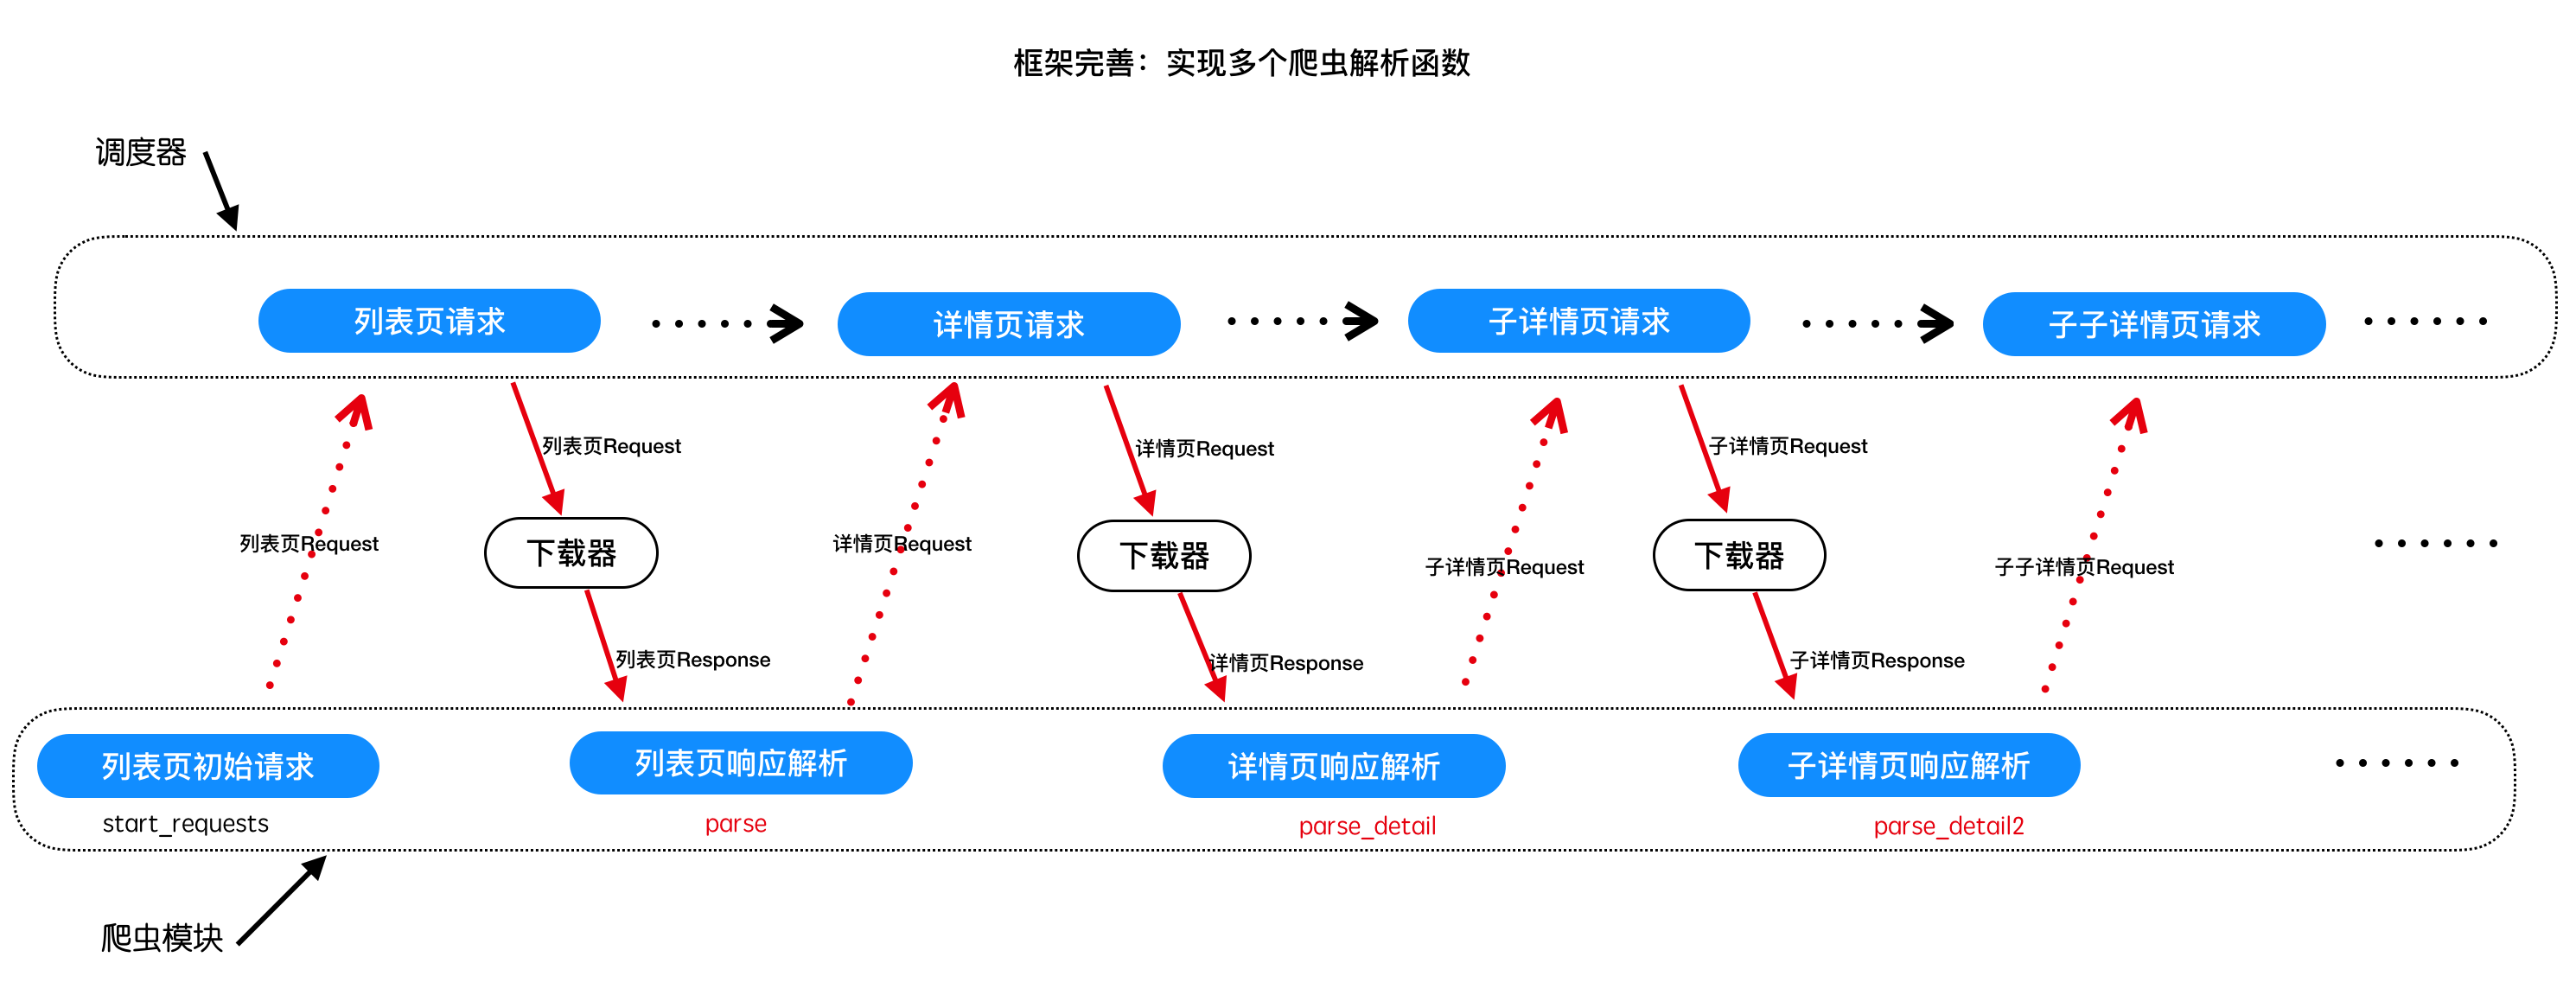 框架完善：实现多个爬虫解析函数
调度器
列表页请求
详情页请求
子详情页请求
子子详情页请求
列表页Request
详情页Request
子详情页Request
下载器
下载器
下载器
列表页Request
详情页Request
子详情页Request
子子详情页Request
列表页Response
详情页Response
子详情页Response
列表页初始请求
列表页响应解析
详情页响应解析
子详情页响应解析
start_requests
parse
parse_detail
parse_detail2
爬虫模块